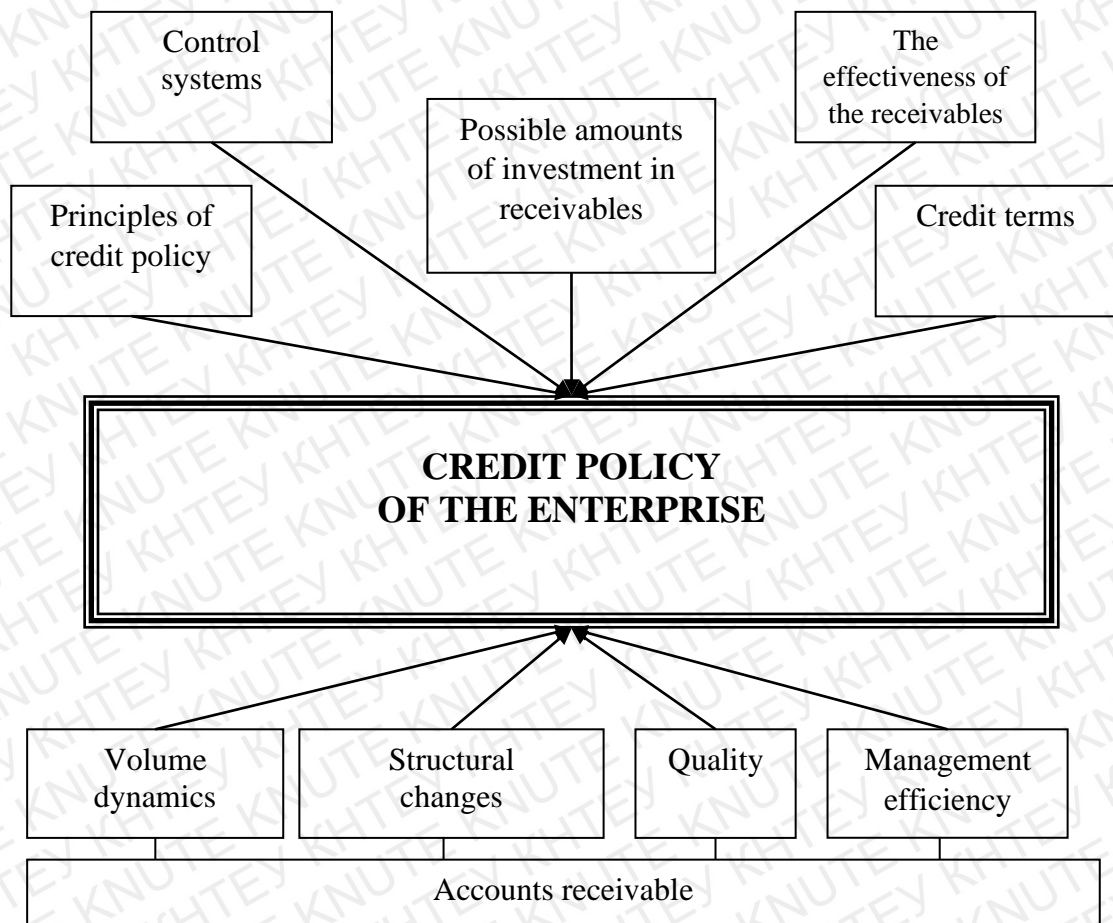 Control
systems
The
effectiveness of
the receivables
Possible amounts
of investment in
receivables
Principles of
credit policy
Credit terms
CREDIT POLICY
OF THE ENTERPRISE
Volume
dynamics
Structural
changes
Quality
Management
efficiency
Accounts receivable